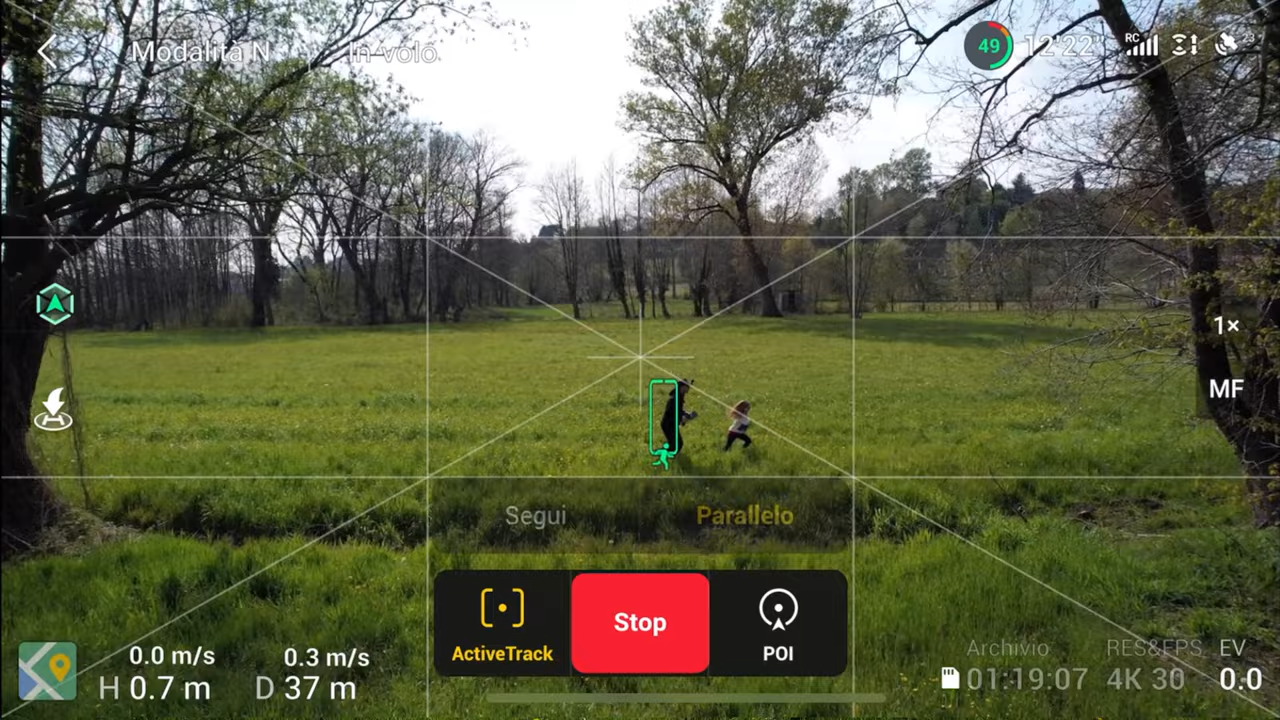 Modalità N
In volo
49
12'22"
RC
23
1×
MF
Segui
Parallelo
ActiveTrack
Stop
POI
0.0 m/s
0.3 m/s
H 0.7 m
D 37 m
Archivio
RES&FPS
EV
01:19:07
4K 30
0.0